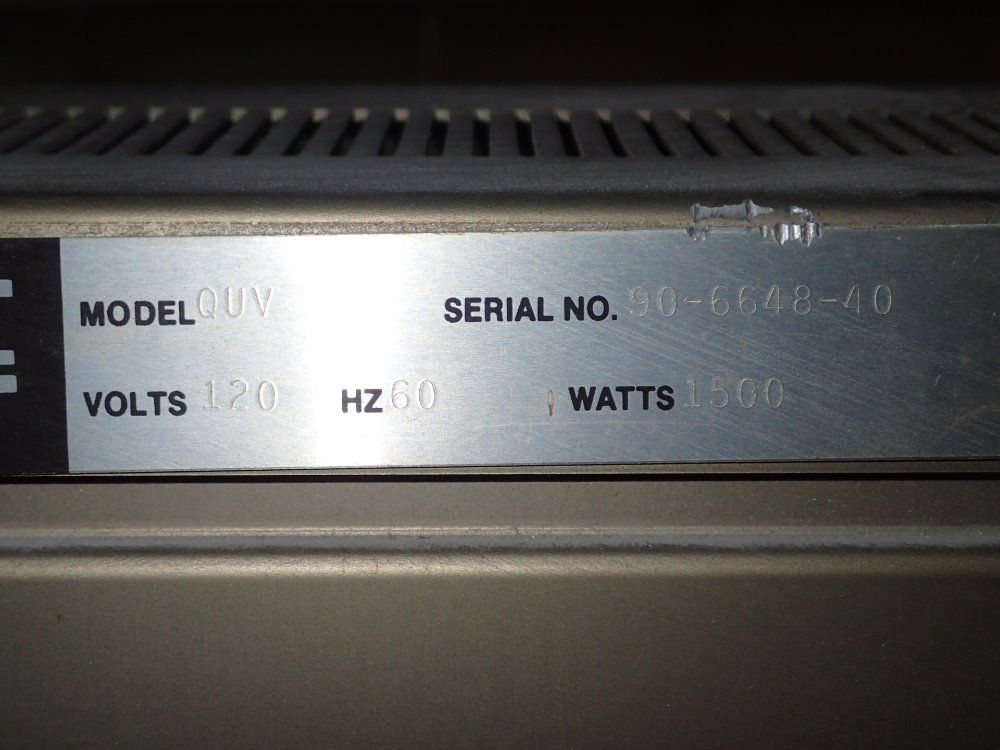 MODEL QUV SERIAL NO. 90-6648-40
VOLTS 120 HZ 60 WATTS 1500